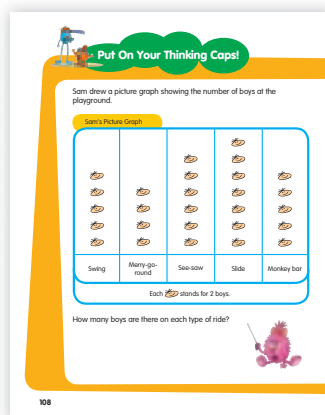 Put On Your Thinking Caps!
Sam drew a picture graph showing the number of boys at the
playground.
Sam's Picture Graph
Swing
Merry-go-
round
See-saw
Slide
Monkey bar
Each stands for 2 boys.
How many boys are there on each type of ride?
108